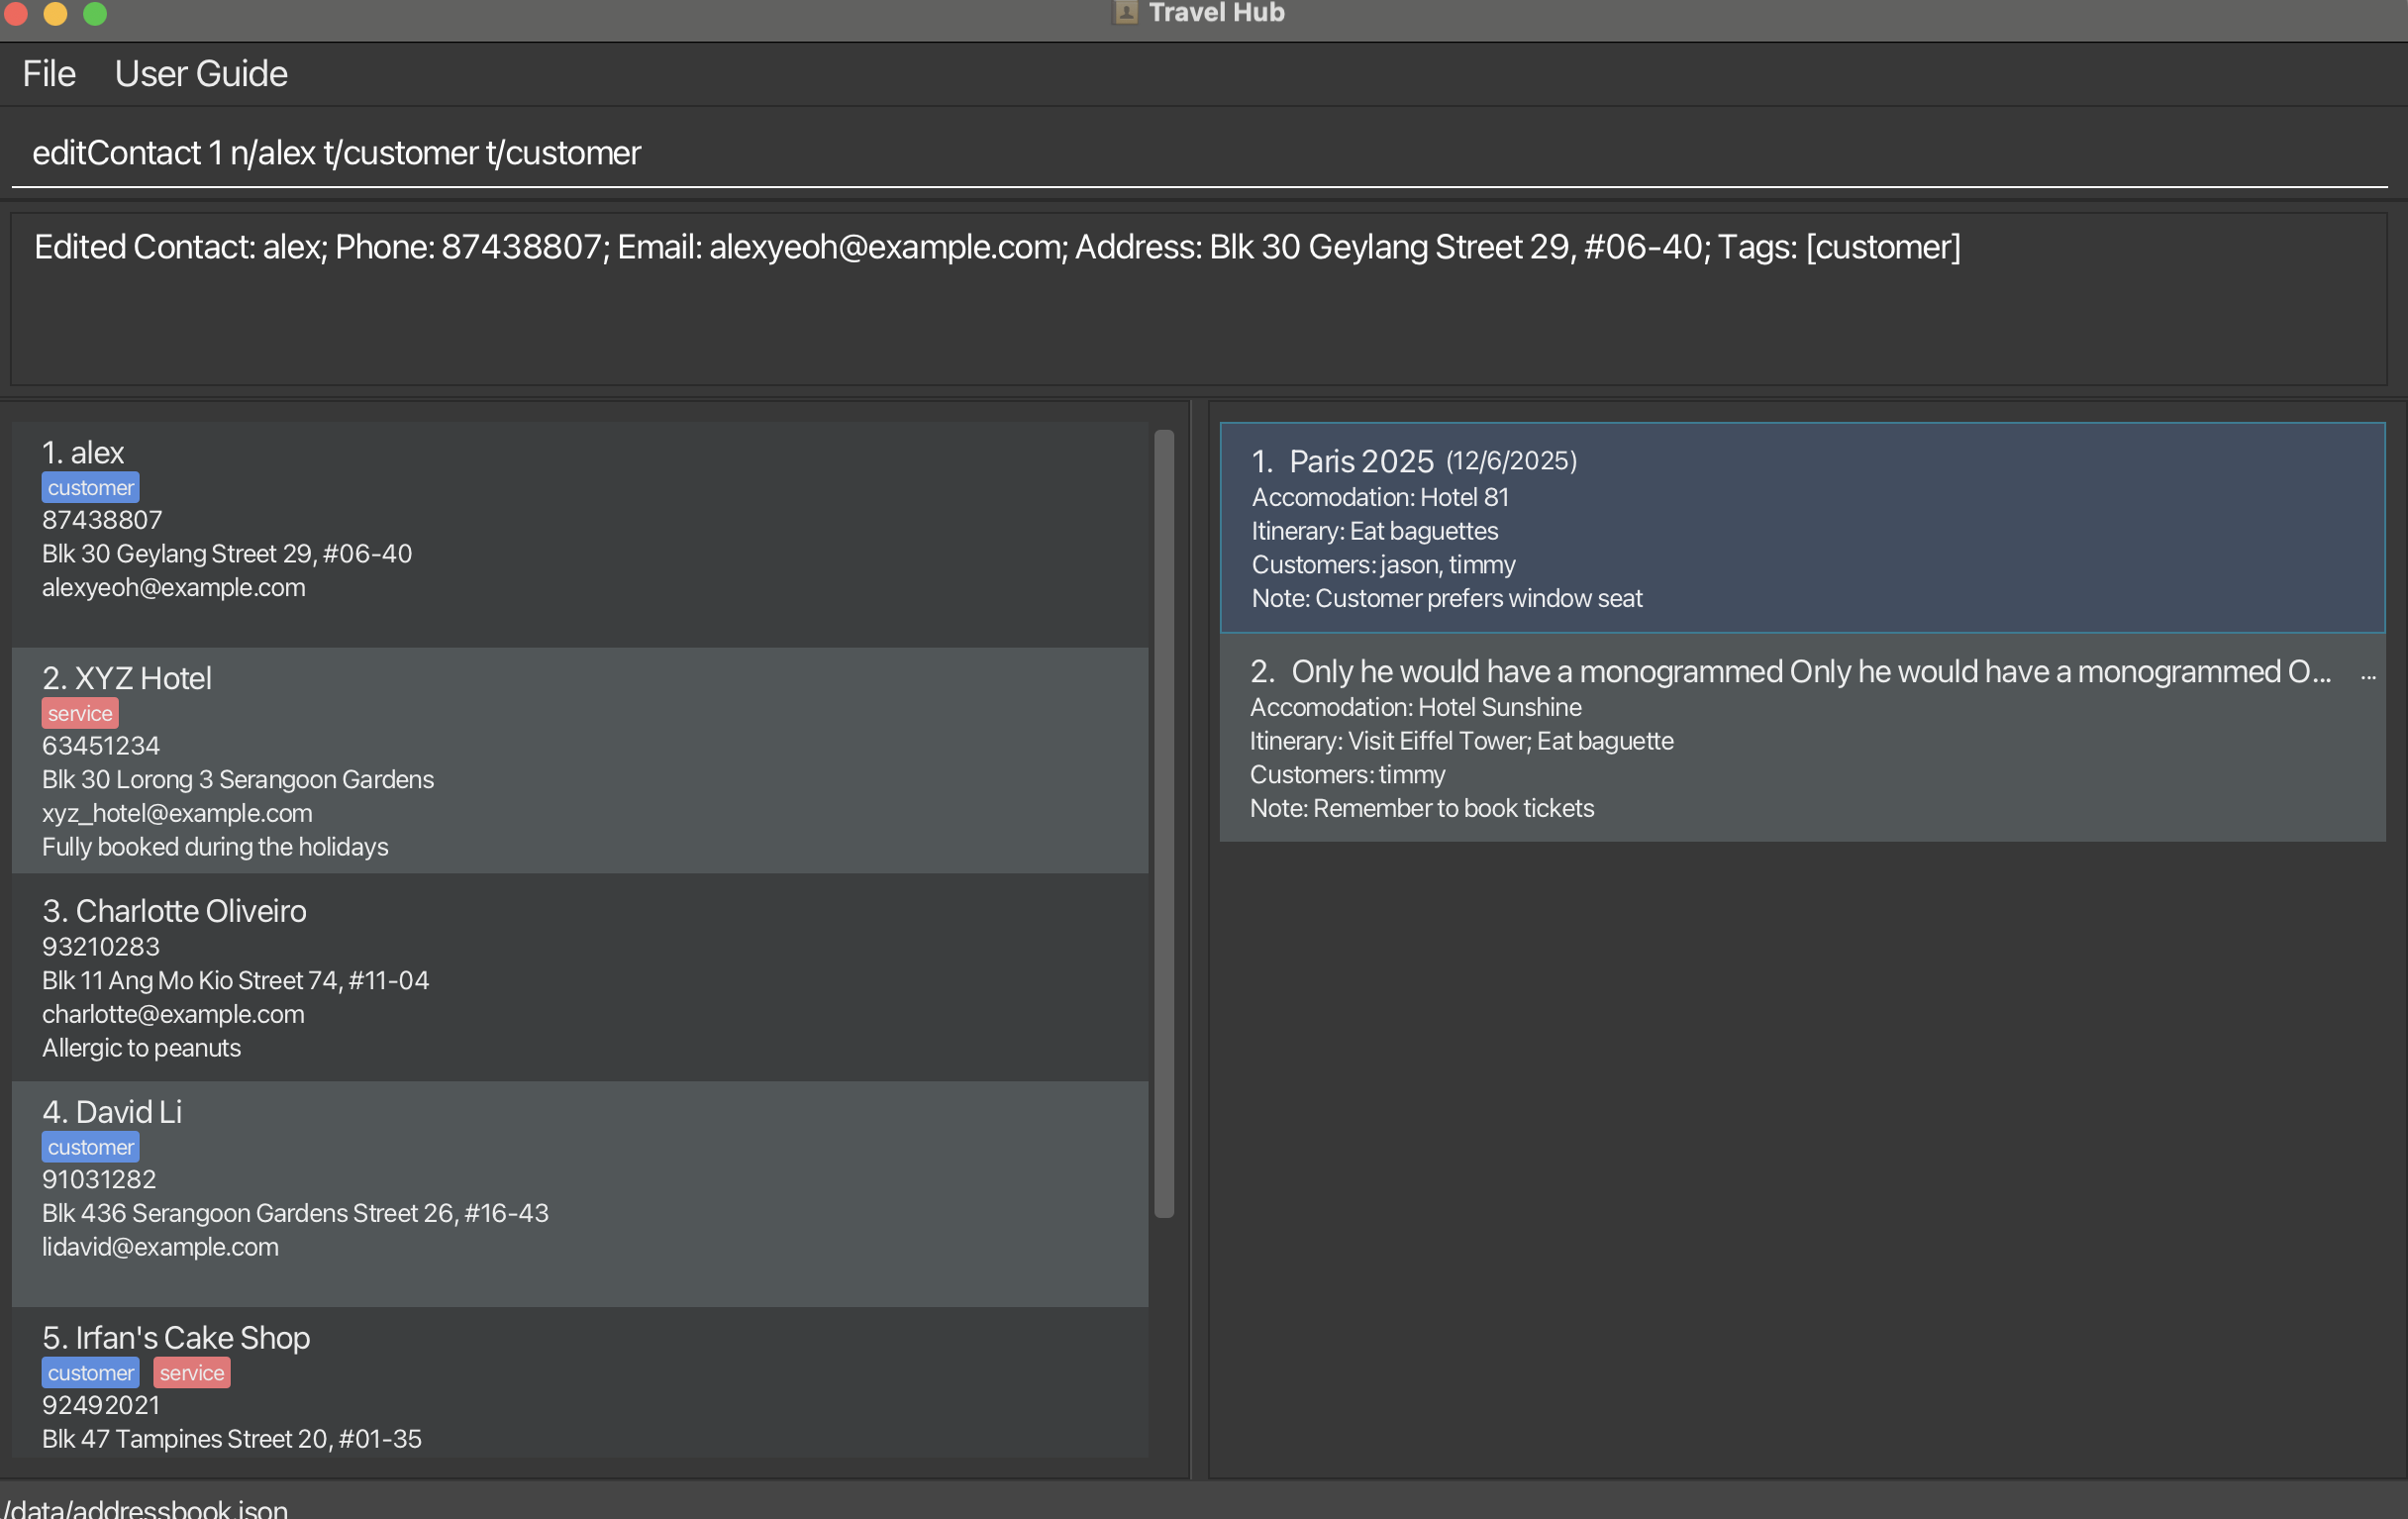 Travel Hub
File User Guide
editContact 1 n/alex t/customer t/customer
Edited Contact: alex; Phone: 87438807; Email: alexyeoh@example.com; Address: Blk 30 Geylang Street 29, #06-40; Tags: [customer]
1. alex
customer
87438807
Blk 30 Geylang Street 29, #06-40
alexyeoh@example.com
2. XYZ Hotel
service
63451234
Blk 30 Lorong 3 Serangoon Gardens
xyz_hotel@example.com
Fully booked during the holidays
3. Charlotte Oliveiro
93210283
Blk 11 Ang Mo Kio Street 74, #11-04
charlotte@example.com
Allergic to peanuts
4. David Li
customer
91031282
Blk 436 Serangoon Gardens Street 26, #16-43
lidavid@example.com
5. Irfan's Cake Shop
customer service
92492021
Blk 47 Tampines Street 20, #01-35
1. Paris 2025 (12/6/2025)
Accomodation: Hotel 81
Itinerary: Eat baguettes
Customers: jason, timmy
Note: Customer prefers window seat
2. Only he would have a monogrammed Only he would have a monogrammed O... ...
Accomodation: Hotel Sunshine
Itinerary: Visit Eiffel Tower; Eat baguette
Customers: timmy
Note: Remember to book tickets
/data/addressbook.json